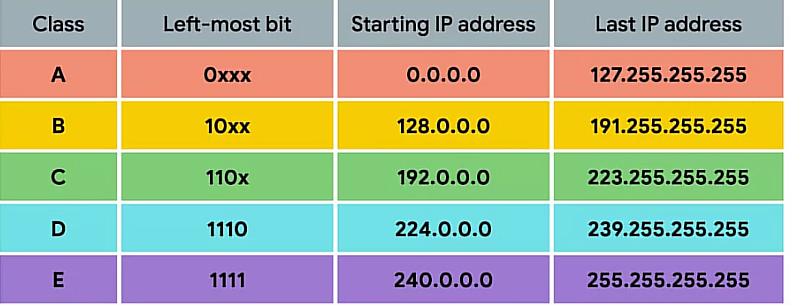 Class Left-most bit Starting IP address Last IP address
A 0xxx 0.0.0.0 127.255.255.255
B 10xx 128.0.0.0 191.255.255.255
C 110x 192.0.0.0 223.255.255.255
D 1110 224.0.0.0 239.255.255.255
E 1111 240.0.0.0 255.255.255.255